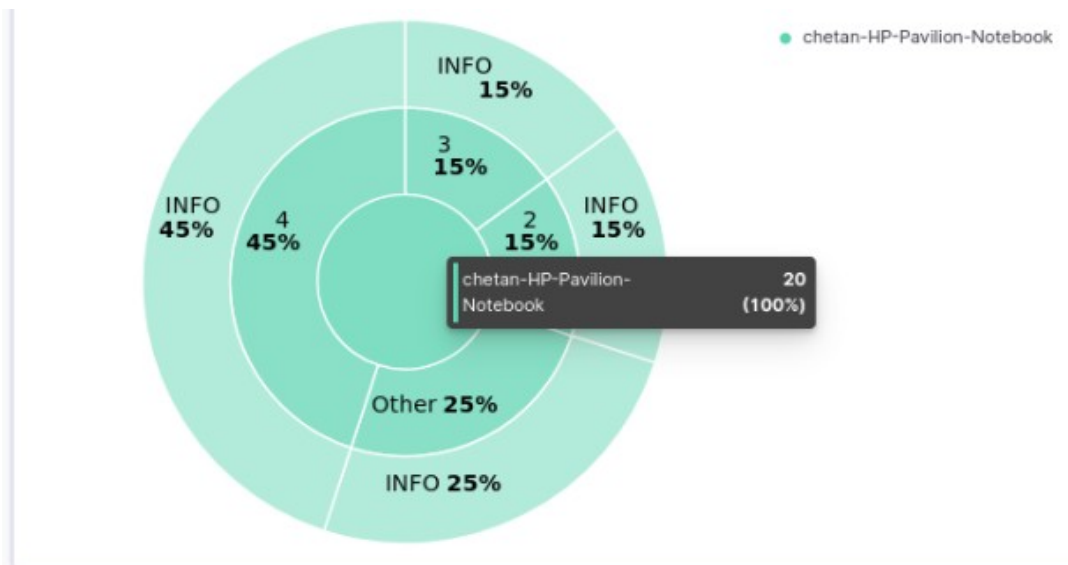 chetan-HP-Pavilion-Notebook
INFO
15%
3
15%
INFO
15%
2
15%
INFO
45%
4
45%
chetan-HP-Pavilion- 20
Notebook (100%)
Other 25%
INFO 25%